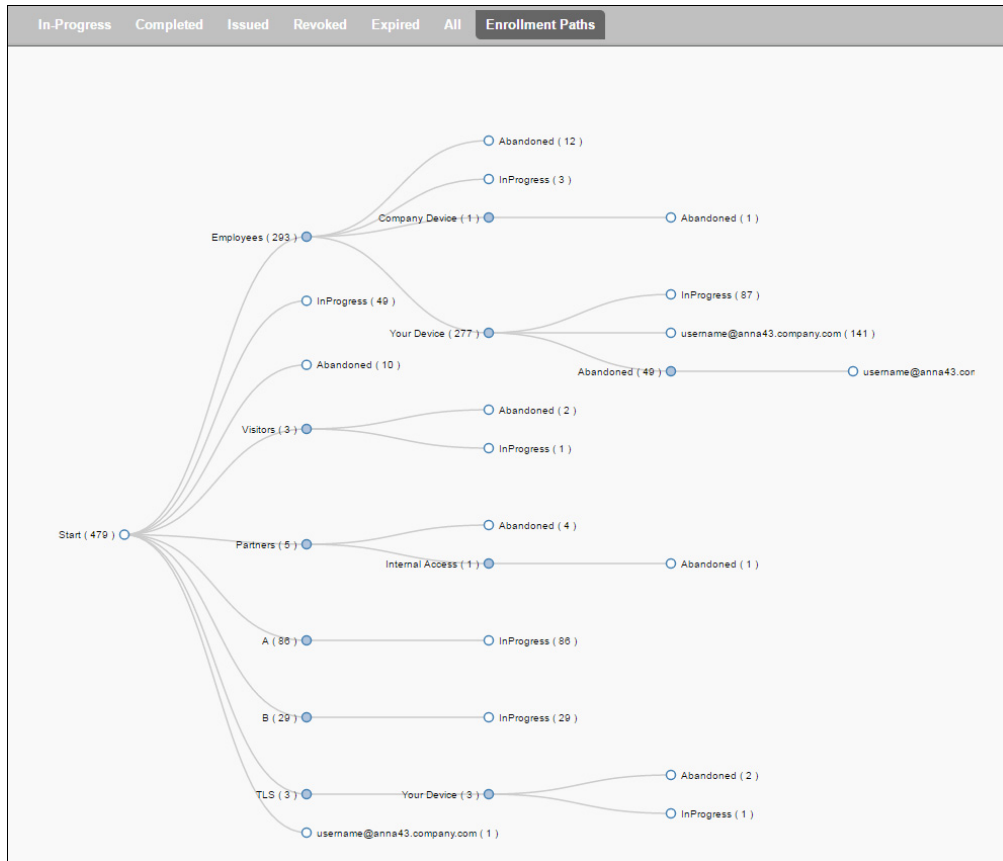 In-Progress Completed Issued Revoked Expired All Enrollment Paths
Abandoned ( 12 )
InProgress ( 3 )
Company Device ( 1 ) Abandoned ( 1 )
Employees ( 293 )
InProgress ( 87 )
InProgress ( 49 )
Your Device ( 277 ) username@anna43.company.com ( 141 )
Abandoned ( 10 )
Abandoned ( 49 ) username@anna43.cor
Abandoned ( 2 )
Visitors ( 3 )
InProgress ( 1 )
Abandoned ( 4 )
Start ( 479 )
Partners ( 5 )
Internal Access ( 1 ) Abandoned ( 1 )
A ( 86 ) InProgress ( 86 )
B ( 29 ) InProgress ( 29 )
Abandoned ( 2 )
TLS ( 3 ) Your Device ( 3 )
InProgress ( 1 )
username@anna43.company.com ( 1 )